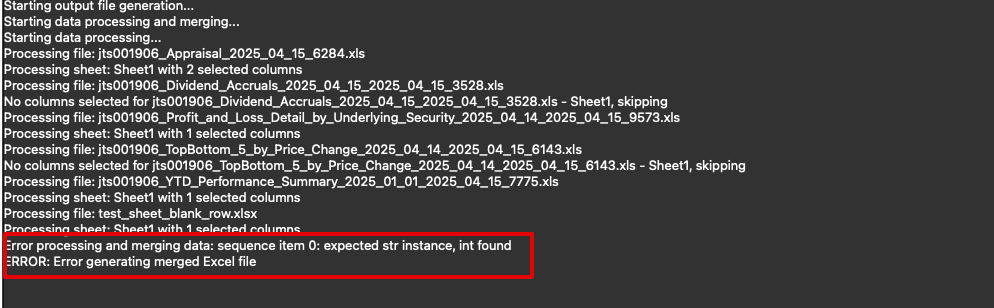 Starting output file generation...
Starting data processing and merging...
Starting data processing...
Processing file: jts001906_Appraisal_2025_04_15_6284.xls
Processing sheet: Sheet1 with 2 selected columns
Processing file: jts001906_Dividend_Accruals_2025_04_15_2025_04_15_3528.xls
No columns selected for jts001906_Dividend_Accruals_2025_04_15_2025_04_15_3528.xls - Sheet1, skipping
Processing file: jts001906_Profit_and_Loss_Detail_by_Underlying_Security_2025_04_14_2025_04_15_9573.xls
Processing sheet: Sheet1 with 1 selected columns
Processing file: jts001906_TopBottom_5_by_Price_Change_2025_04_14_2025_04_15_6143.xls
No columns selected for jts001906_TopBottom_5_by_Price_Change_2025_04_14_2025_04_15_6143.xls - Sheet1, skipping
Processing file: jts001906_YTD_Performance_Summary_2025_01_01_2025_04_15_7775.xls
Processing sheet: Sheet1 with 1 selected columns
Processing file: test_sheet_blank_row.xlsx
Processing sheet: Sheet1 with 1 selected columns
Error processing and merging data: sequence item 0: expected str instance, int found
ERROR: Error generating merged Excel file